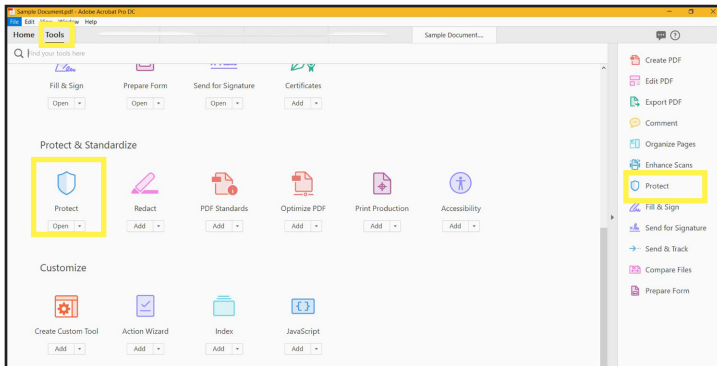 Sample Document.pdf - Adobe Acrobat Pro DC
File Edit View Window Help
Home Tools
Sample Document...
Find your tools here
Fill & Sign Prepare Form Send for Signature Certificates
Open Open Open Add
Protect & Standardize
Protect Redact PDF Standards Optimize PDF Print Production Accessibility
Open Add Add Add Add Add
Customize
Create Custom Tool Action Wizard Index JavaScript
Add Add Add Add
Create PDF
Edit PDF
Export PDF
Comment
Organize Pages
Enhance Scans
Protect
Fill & Sign
Send for Signature
Send & Track
Compare Files
Prepare Form